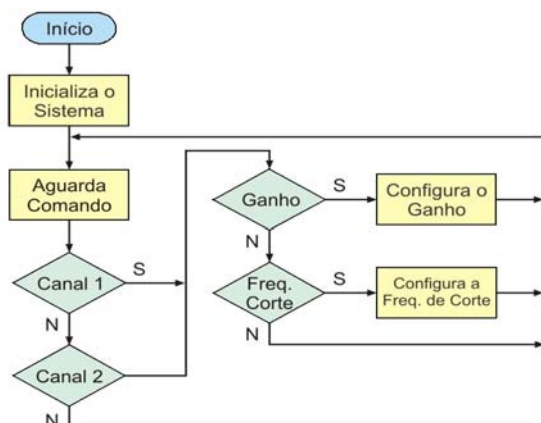 Início
Inicializa o
Sistema
Aguarda
Comando
Canal 1
S
N
Canal 2
N
Ganho
S
N
Configura o
Ganho
Freq.
Corte
S
N
Configura a
Freq. de Corte